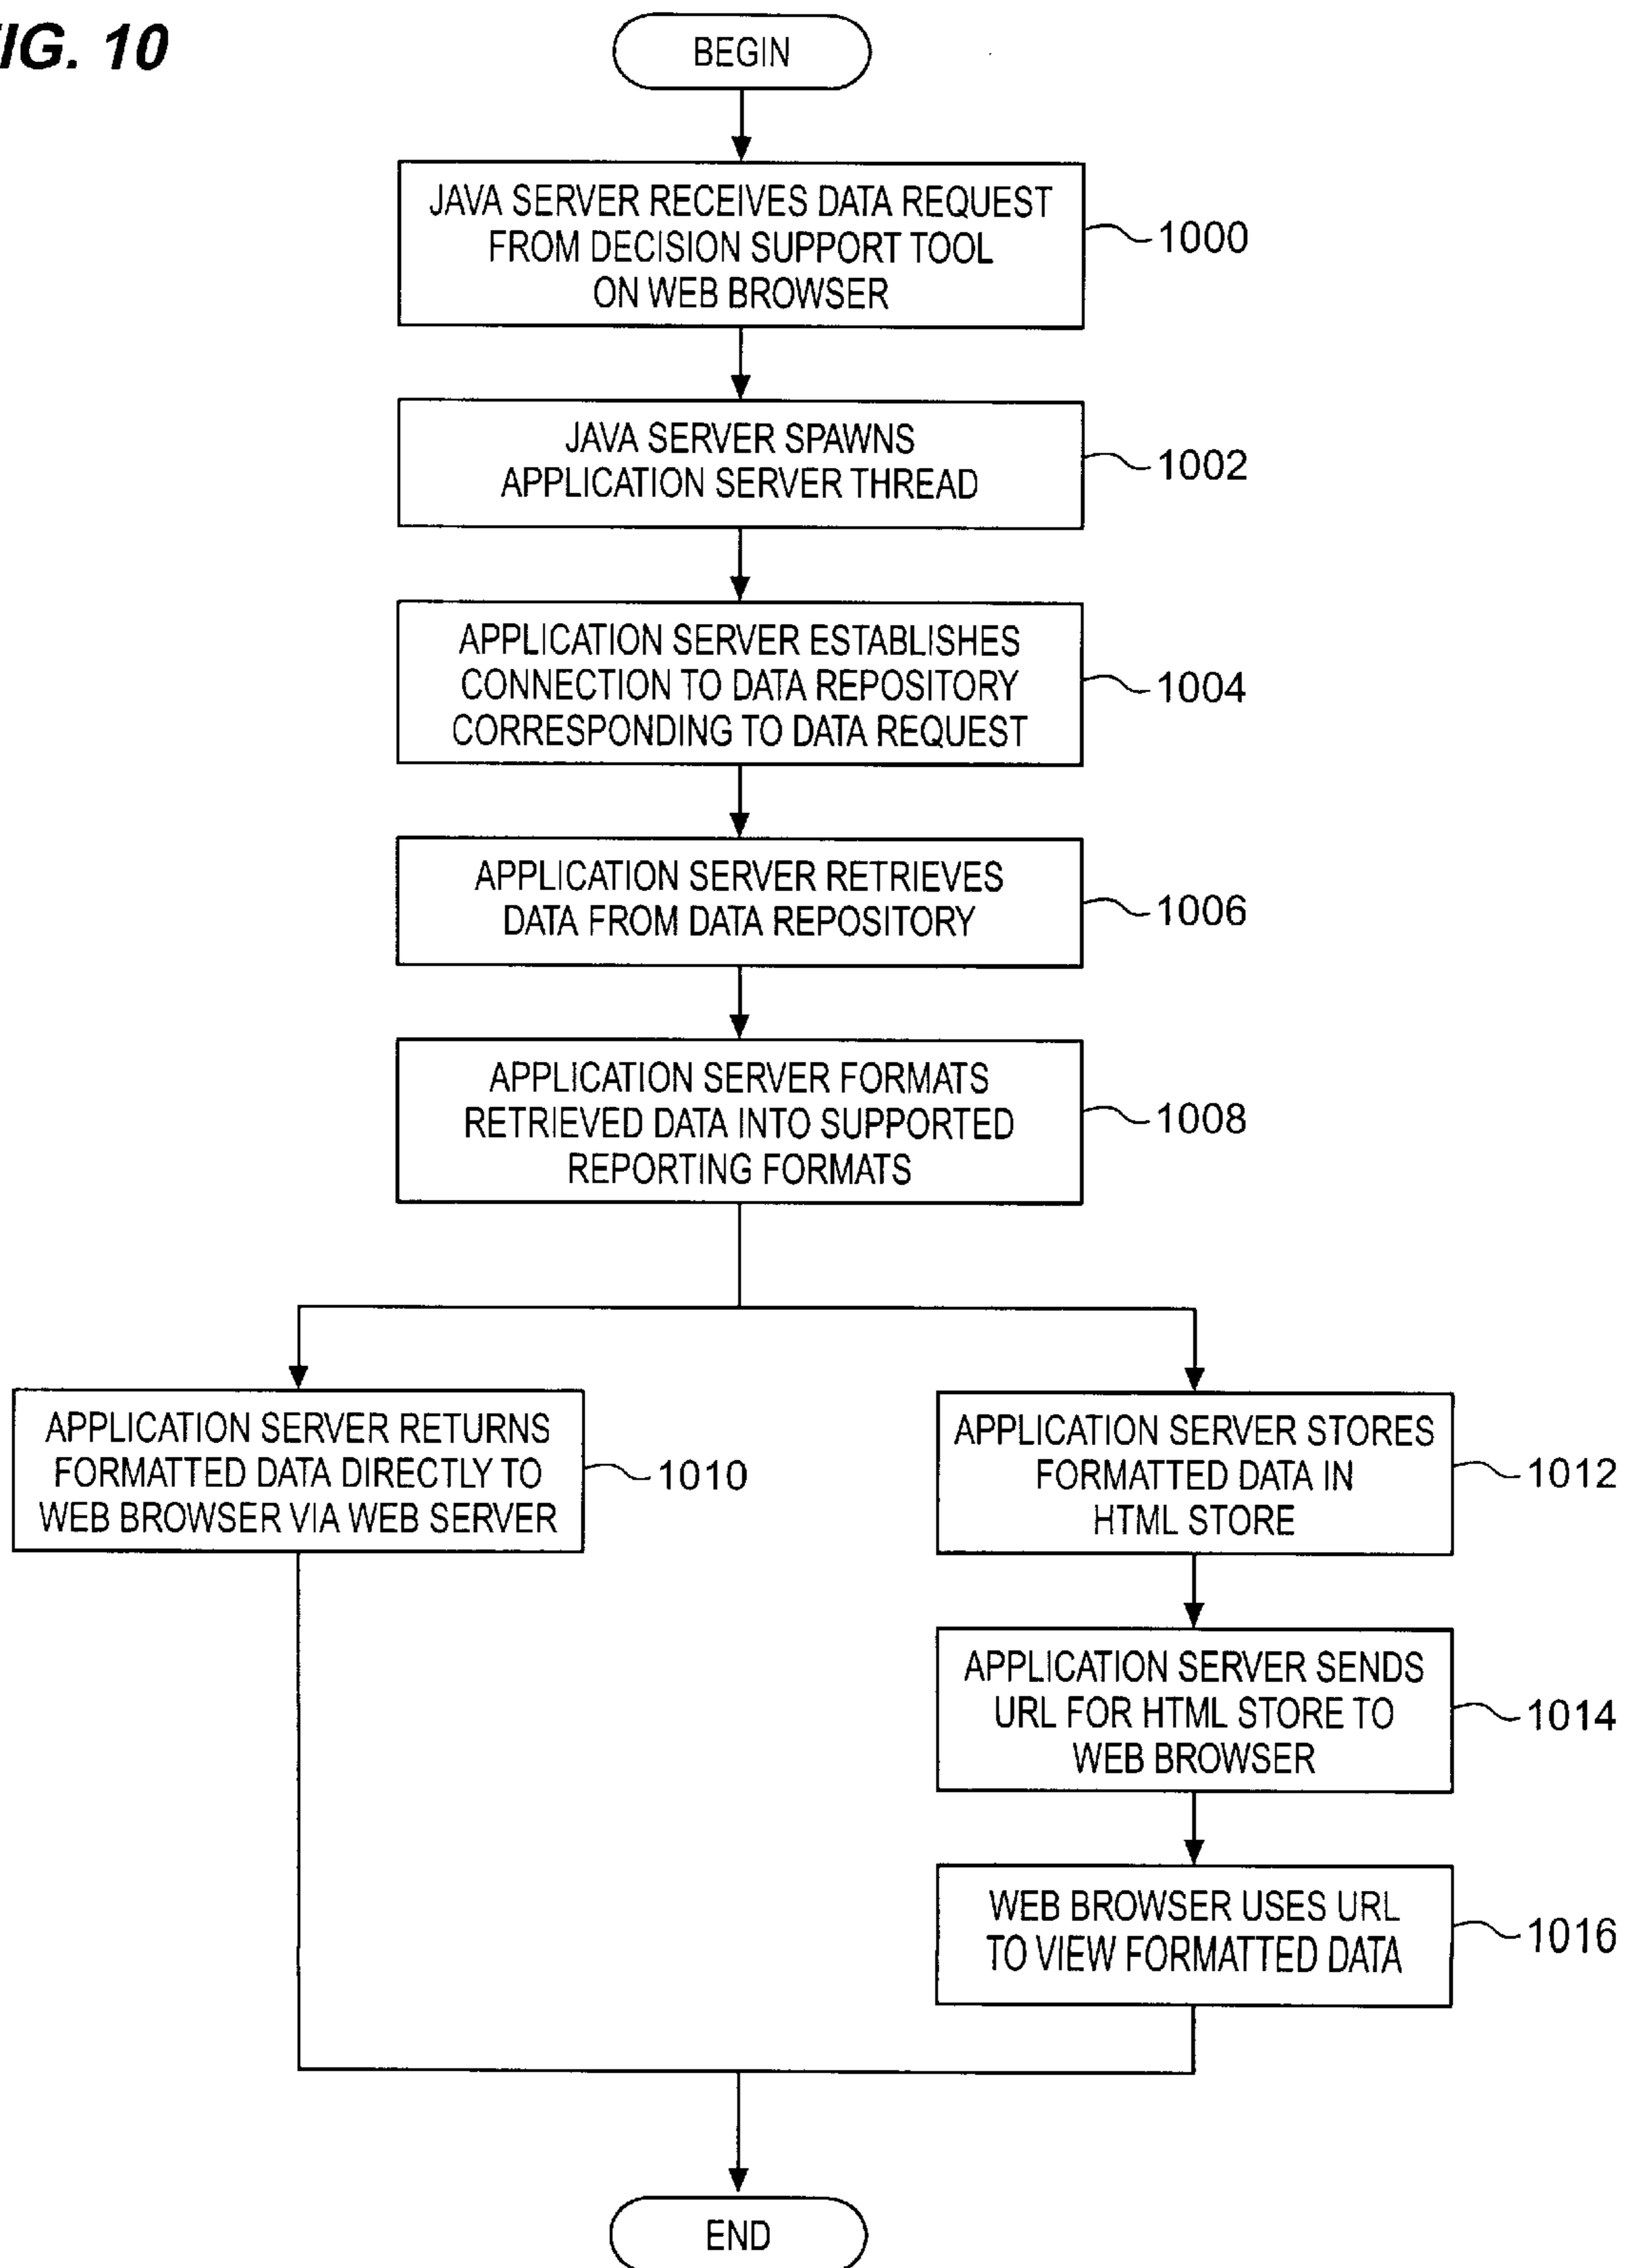 IG. 10
BEGIN
JAVA SERVER RECEIVES DATA REQUEST
FROM DECISION SUPPORT TOOL
ON WEB BROWSER
1000
JAVA SERVER SPAWNS
APPLICATION SERVER THREAD
1002
APPLICATION SERVER ESTABLISHES
CONNECTION TO DATA REPOSITORY
CORRESPONDING TO DATA REQUEST
1004
APPLICATION SERVER RETRIEVES
DATA FROM DATA REPOSITORY
1006
APPLICATION SERVER FORMATS
RETRIEVED DATA INTO SUPPORTED
REPORTING FORMATS
1008
APPLICATION SERVER RETURNS
FORMATTED DATA DIRECTLY TO
WEB BROWSER VIA WEB SERVER
1010
APPLICATION SERVER STORES
FORMATTED DATA IN
HTML STORE
1012
APPLICATION SERVER SENDS
URL FOR HTML STORE TO
WEB BROWSER
1014
WEB BROWSER USES URL
TO VIEW FORMATTED DATA
1016
END